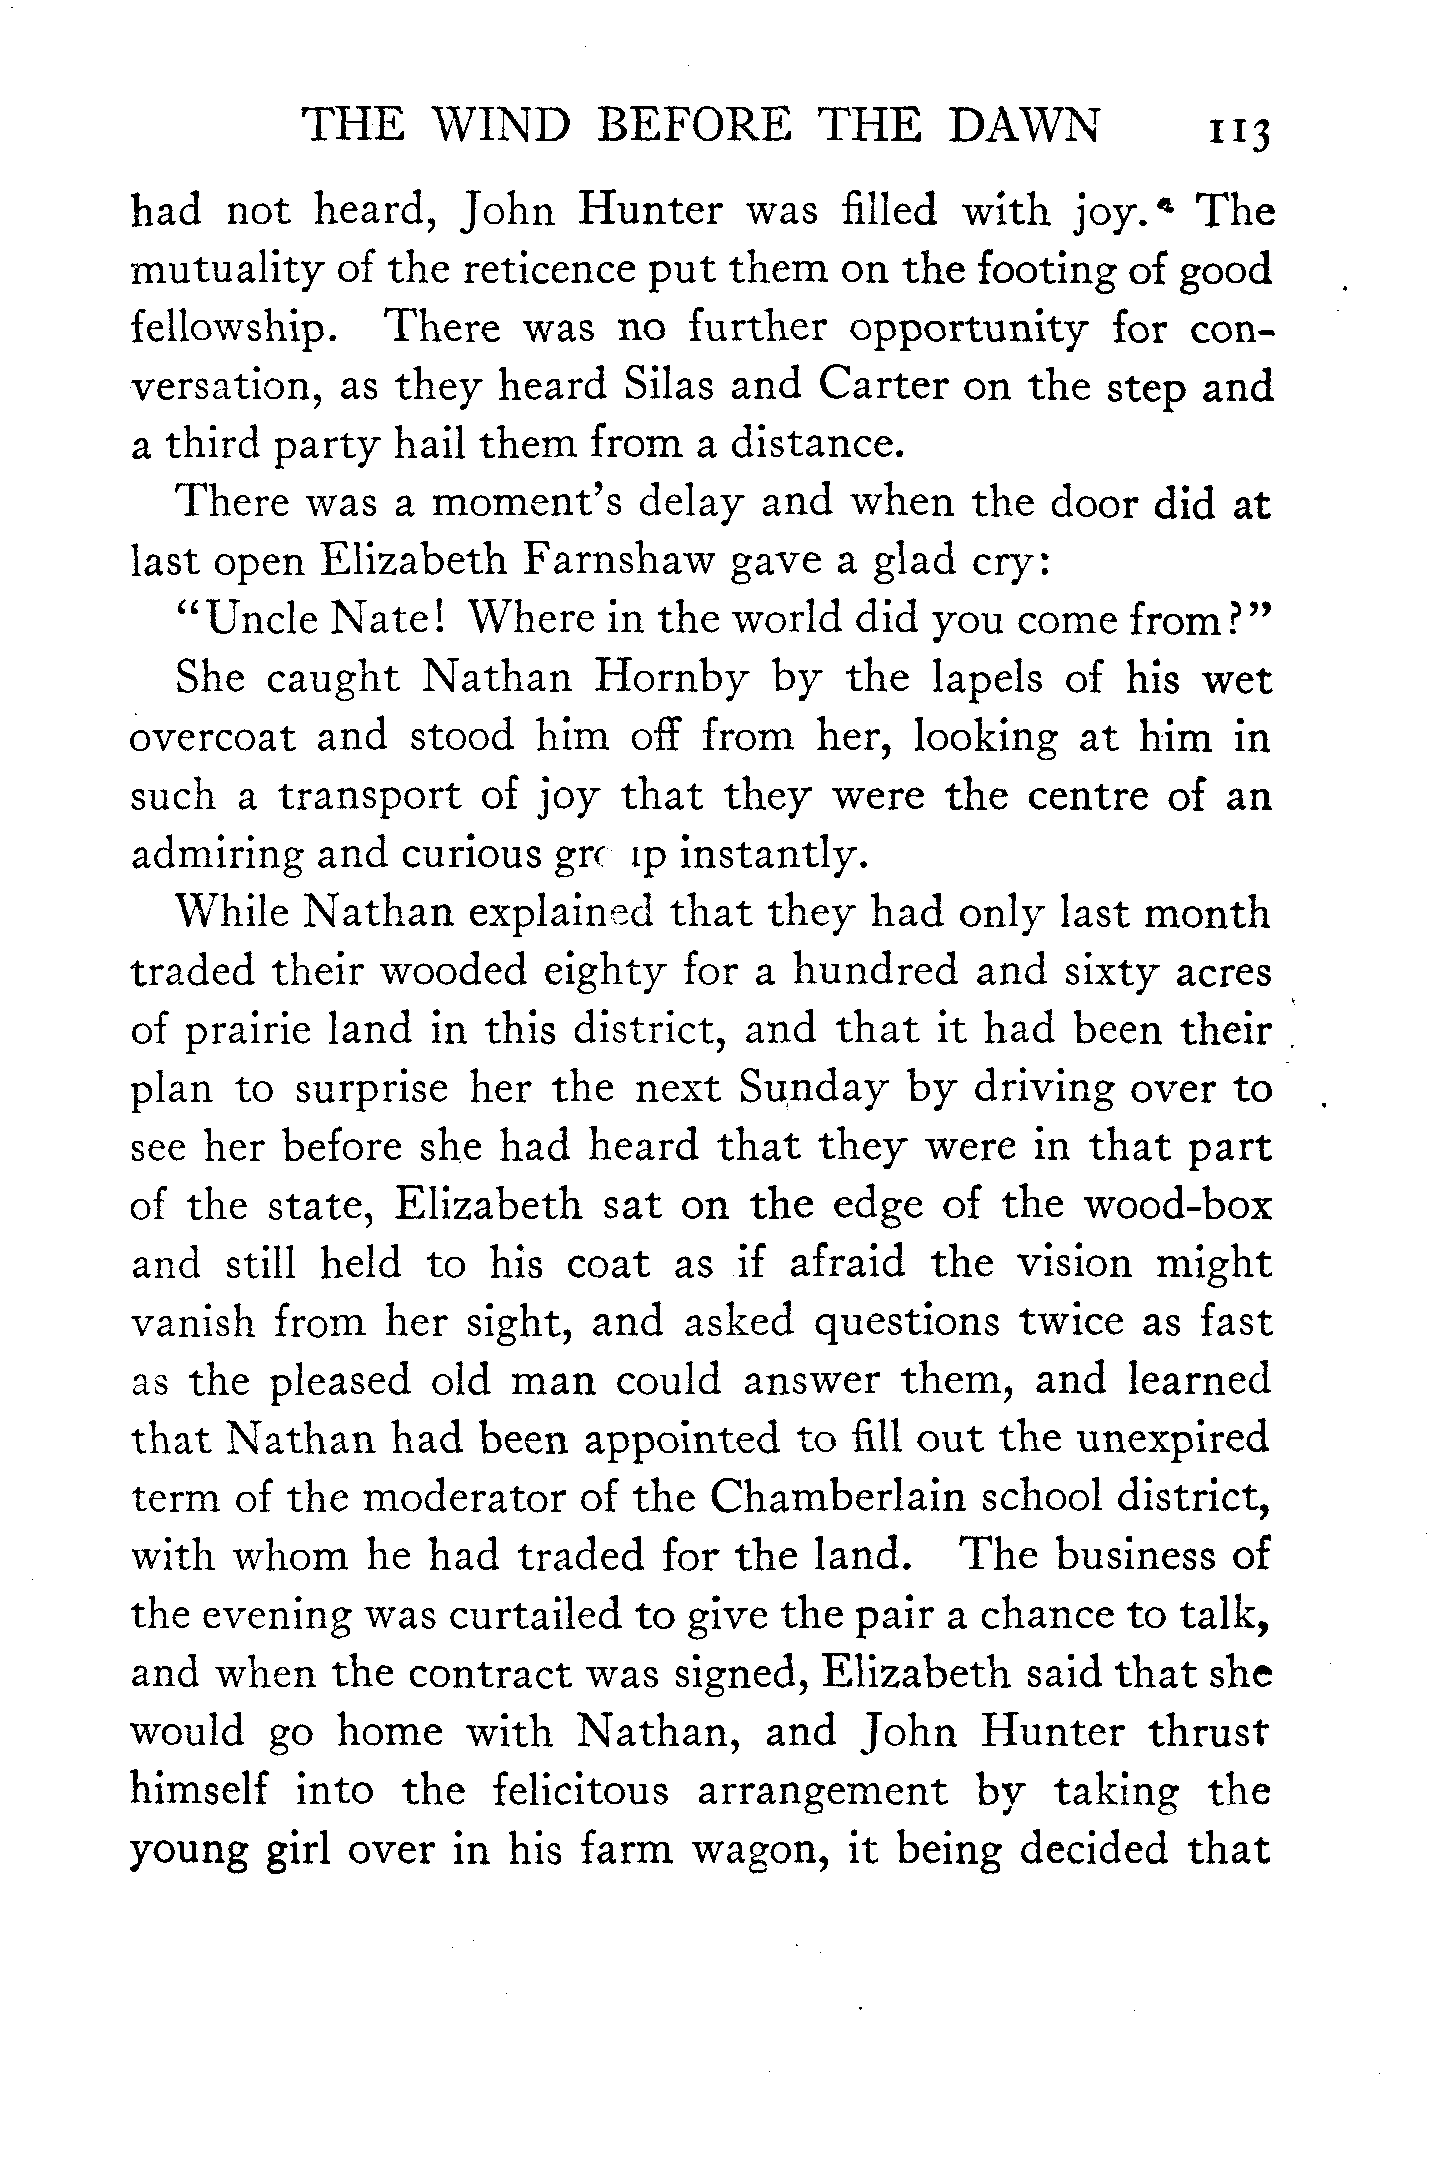 THE WIND BEFORE THE DAWN 113
had not heard, John Hunter was filled with joy. The
mutuality of the reticence put them on the footing of good
fellowship. There was no further opportunity for con-
versation, as they heard Silas and Carter on the step and
a third party hail them from a distance.
There was a moment's delay and when the door did at
last open Elizabeth Farnshaw gave a glad cry:
"Uncle Nate! Where in the world did you come from?"
She caught Nathan Hornby by the lapels of his wet
overcoat and stood him off from her, looking at him in
such a transport of joy that they were the centre of an
admiring and curious group instantly.
While Nathan explained that they had only last month
traded their wooded eighty for a hundred and sixty acres
of prairie land in this district, and that it had been their
plan to surprise her the next Sunday by driving over to
see her before she had heard that they were in that part
of the state, Elizabeth sat on the edge of the wood-box
and still held to his coat as if afraid the vision might
vanish from her sight, and asked questions twice as fast
as the pleased old man could answer them, and learned
that Nathan had been appointed to fill out the unexpired
term of the moderator of the Chamberlain school district,
with whom he had traded for the land. The business of
the evening was curtailed to give the pair a chance to talk,
and when the contract was signed, Elizabeth said that she
would go home with Nathan, and John Hunter thrust
himself into the felicitous arrangement by taking the
young girl over in his farm wagon, it being decided that